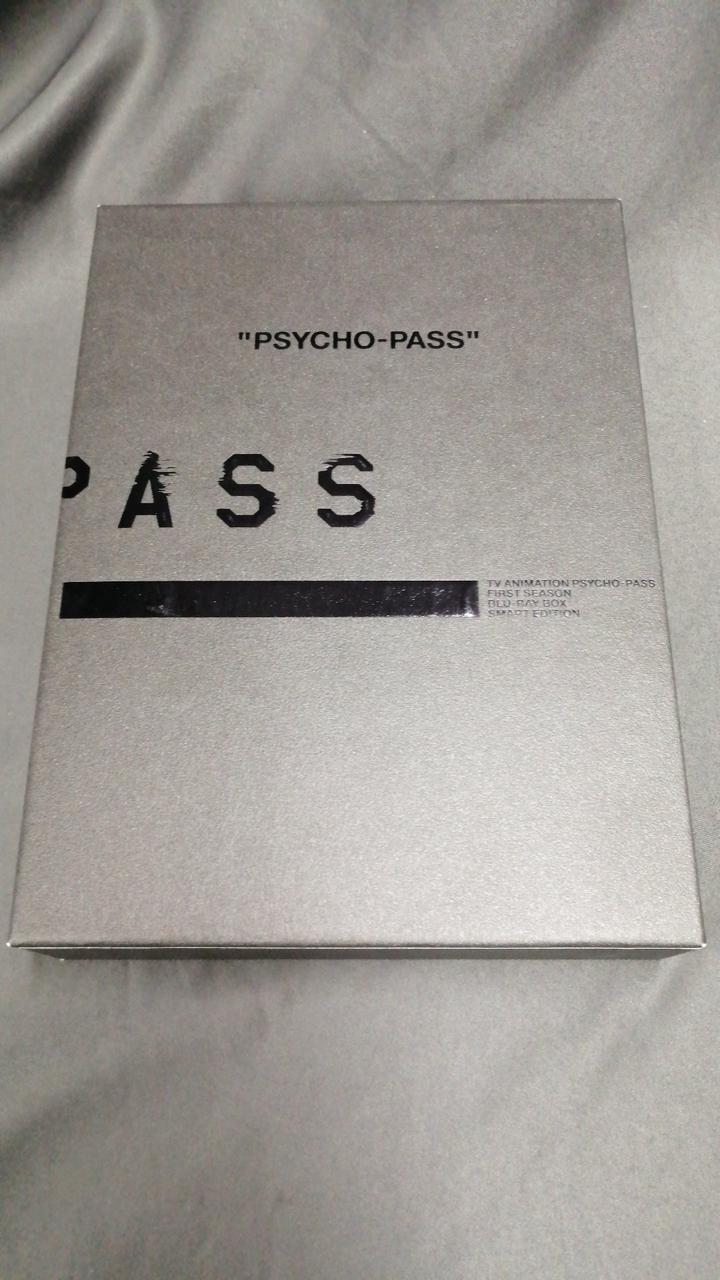 "PSYCHO-PASS"
PASS
TV ANIMATION PSYCHO-PASS
FIRST SEASON
BLU-RAY BOX
SMART EDITION